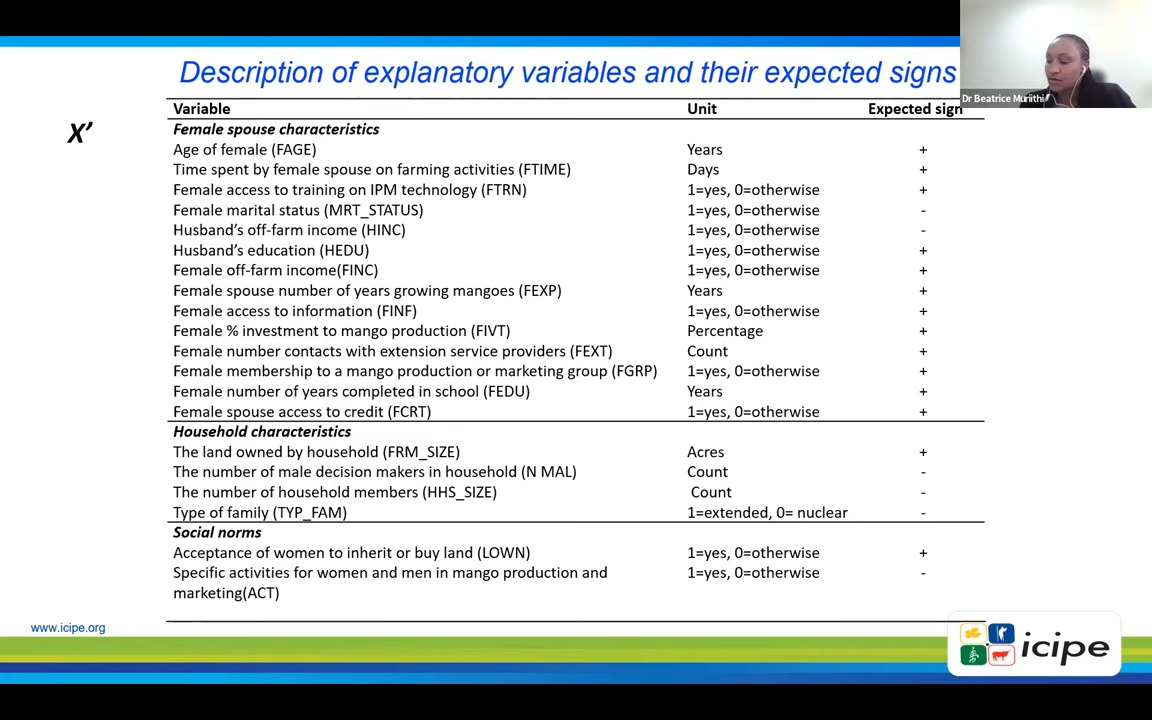 Description of explanatory variables and their expected signs
Dr Beatrice Muriithi
Variable Unit Expected sign
X’
Female spouse characteristics
Age of female (FAGE) Years +
Time spent by female spouse on farming activities (FTIME) Days +
Female access to training on IPM technology (FTRN) 1=yes, 0=otherwise +
Female marital status (MRT_STATUS) 1=yes, 0=otherwise -
Husband’s off-farm income (HINC) 1=yes, 0=otherwise -
Husband’s education (HEDU) 1=yes, 0=otherwise +
Female off-farm income(FINC) 1=yes, 0=otherwise +
Female spouse number of years growing mangoes (FEXP) Years +
Female access to information (FINF) 1=yes, 0=otherwise +
Female % investment to mango production (FIVT) Percentage +
Female number contacts with extension service providers (FEXT) Count +
Female membership to a mango production or marketing group (FGRP) 1=yes, 0=otherwise +
Female number of years completed in school (FEDU) Years +
Female spouse access to credit (FCRT) 1=yes, 0=otherwise +
Household characteristics
The land owned by household (FRM_SIZE) Acres +
The number of male decision makers in household (N MAL) Count -
The number of household members (HHS_SIZE) Count -
Type of family (TYP_FAM) 1=extended, 0= nuclear -
Social norms
Acceptance of women to inherit or buy land (LOWN) 1=yes, 0=otherwise +
Specific activities for women and men in mango production and 1=yes, 0=otherwise -
marketing(ACT)
www.icipe.org
icipe